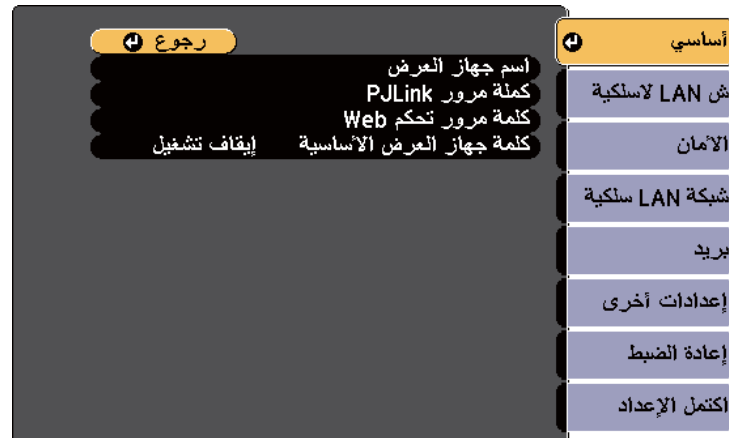 أساسي
ش LAN لاسلكية
الأمان
شبكة LAN سلكية
بريد
إعدادات أخرى
إعادة الضبط
اكتمل الإعداد
رجوع
اسم جهاز العرض
كملة مرور PJLink
كلمة مرور تحكم Web
كلمة جهاز العرض الأساسية إيقاف تشغيل